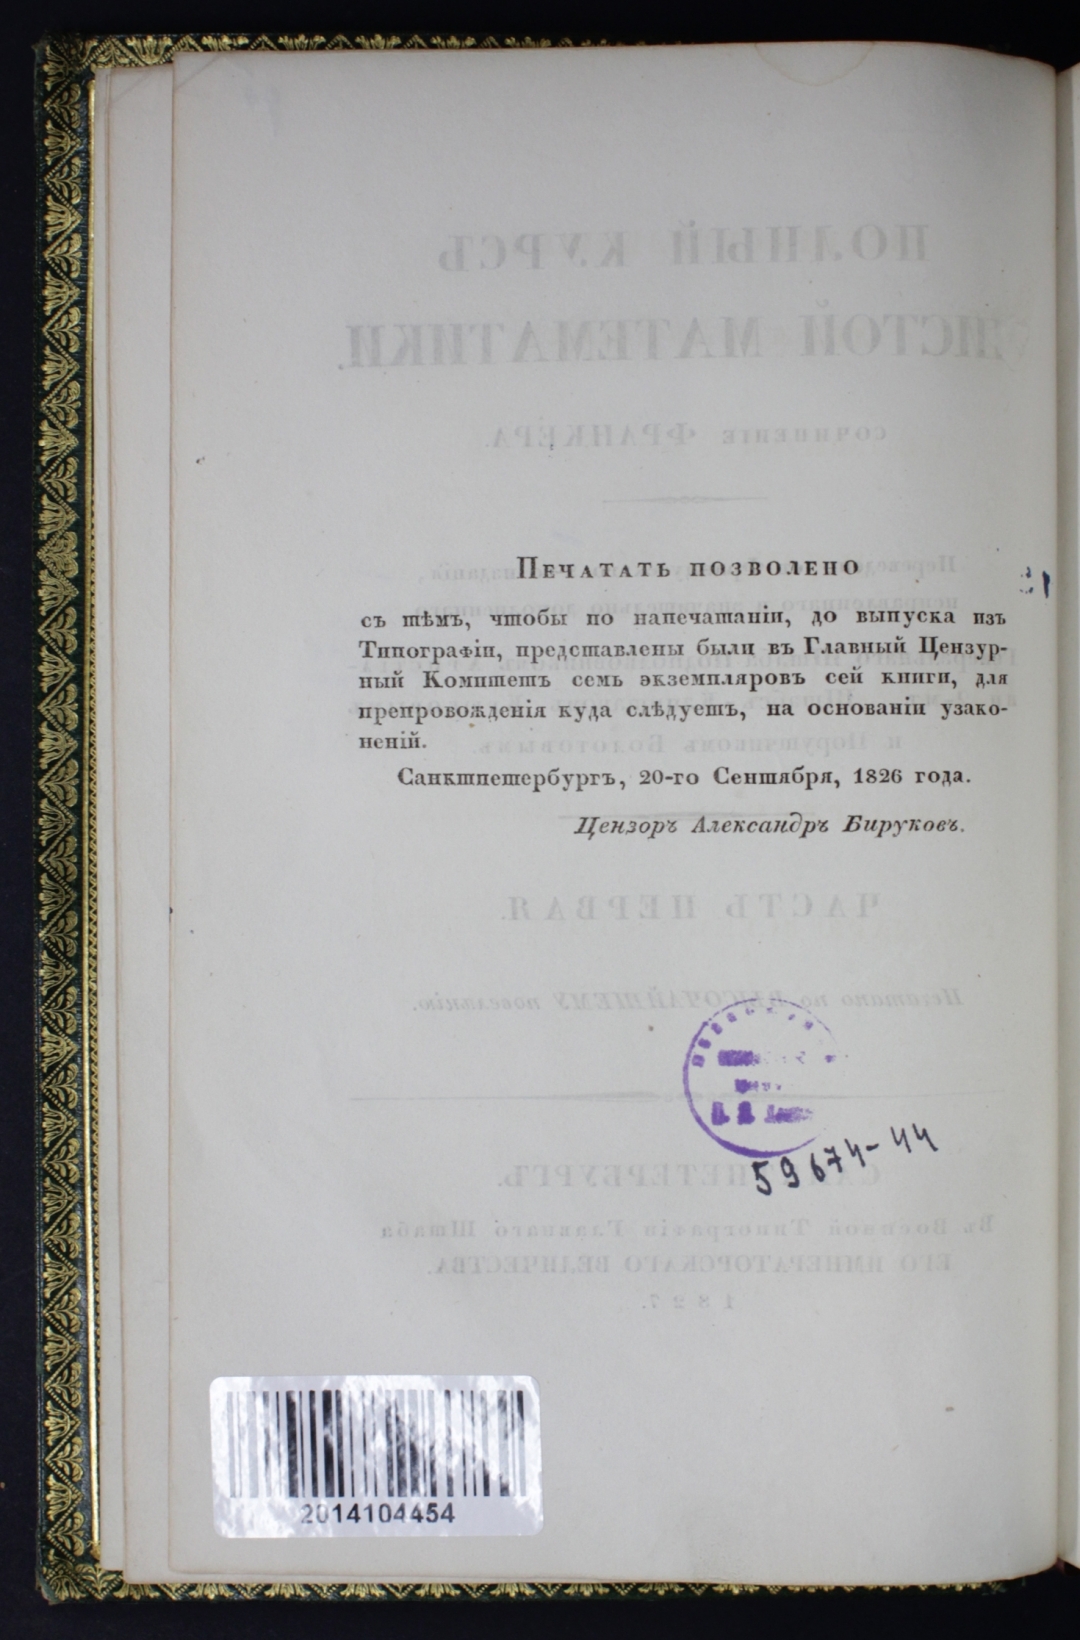 Печатать позволено
съ тѣмъ, чтобы по напечатаніи, до выпуска изъ
Типографіи, представлены были въ Главный Цензур-
ный Комитетъ семь экземпляровъ сей книги, для
препровожденія куда слѣдуетъ, на основаніи узако-
неній.
Санктпетербургъ, 20-го Сентября, 1826 года.
Цензоръ Александръ Бируковъ.
59674-44
2014104454